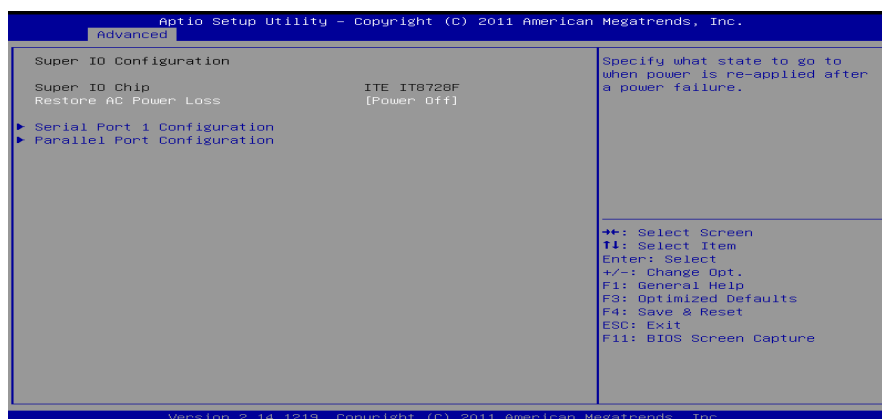 Aptio Setup Utility – Copyright (C) 2011 American Megatrends, Inc.
Advanced
Super IO Configuration
Super IO Chip ITE IT8728F
Restore AC Power Loss [Power Off]
► Serial Port 1 Configuration
► Parallel Port Configuration
Specify what state to go to
when power is re-applied after
a power failure.
→←: Select Screen
↑↓: Select Item
Enter: Select
+/-: Change Opt.
F1: General Help
F3: Optimized Defaults
F4: Save & Reset
ESC: Exit
F11: BIOS Screen Capture
Version 2.14.1219. Copyright (C) 2011 American Megatrends, Inc.